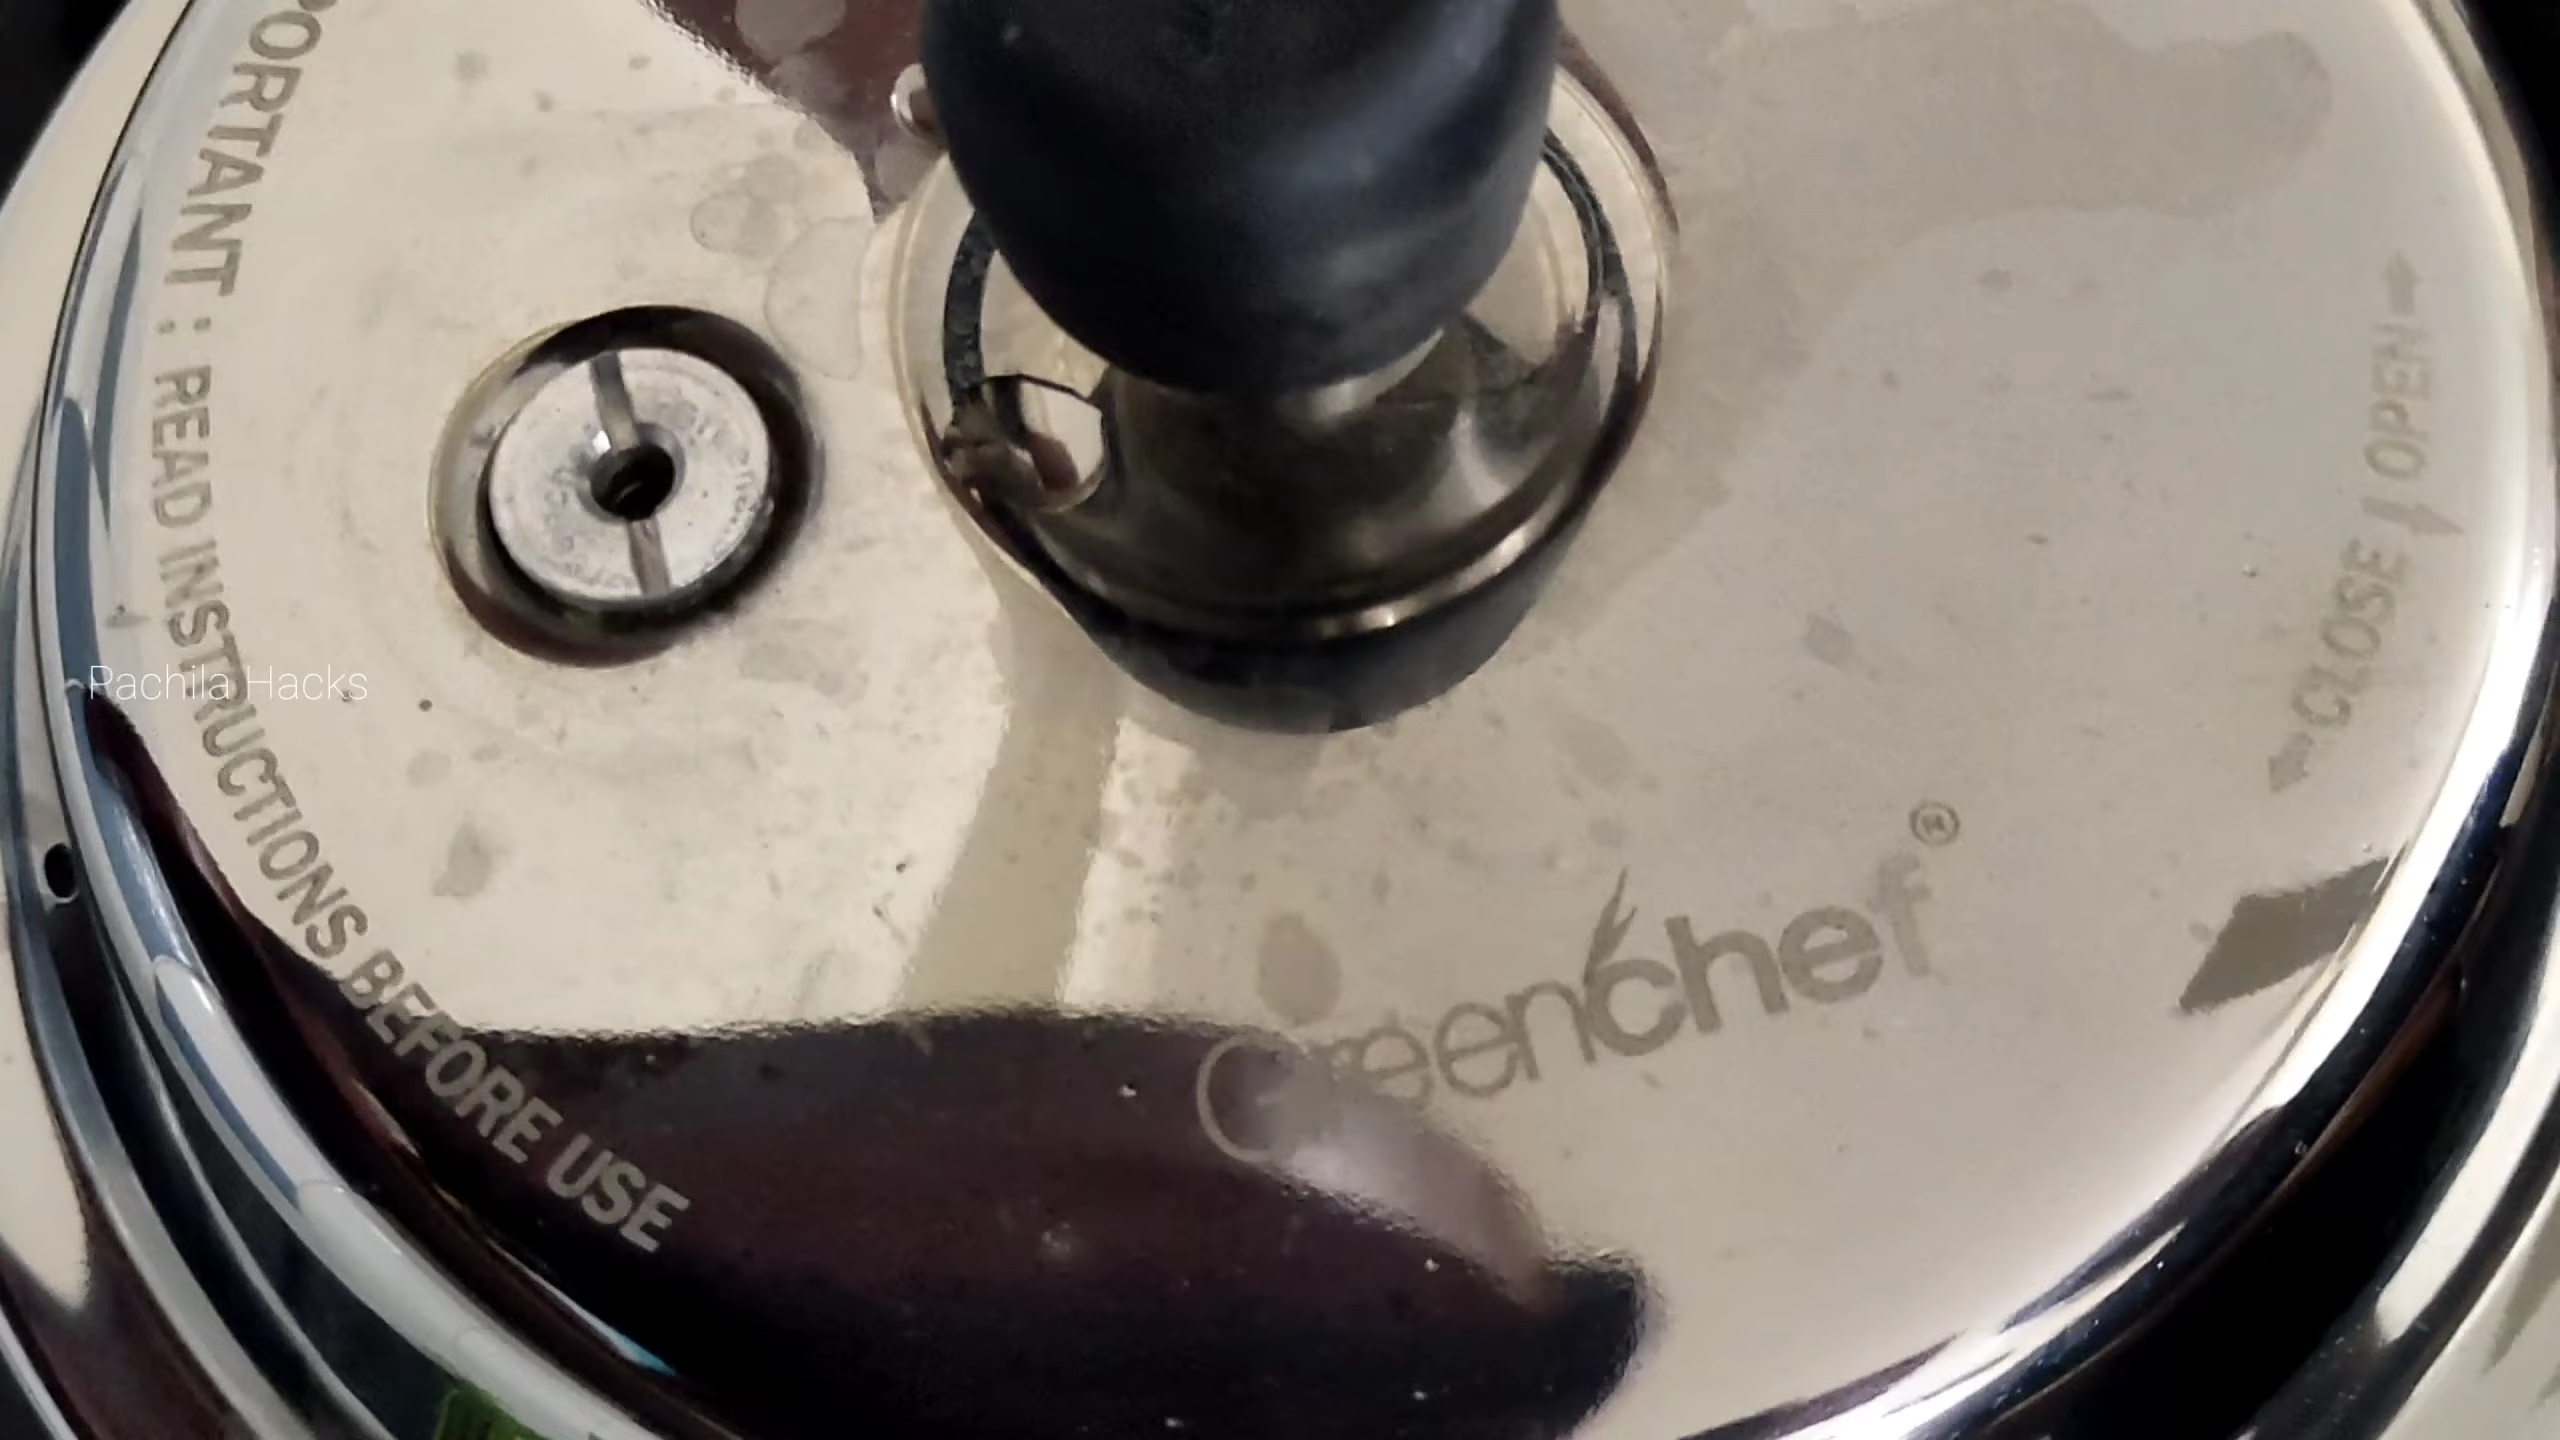 PORTANT : READ INSTRUCTIONS BEFORE USE
OPEN
CLOSE
Greenchef®
Pachila Hacks